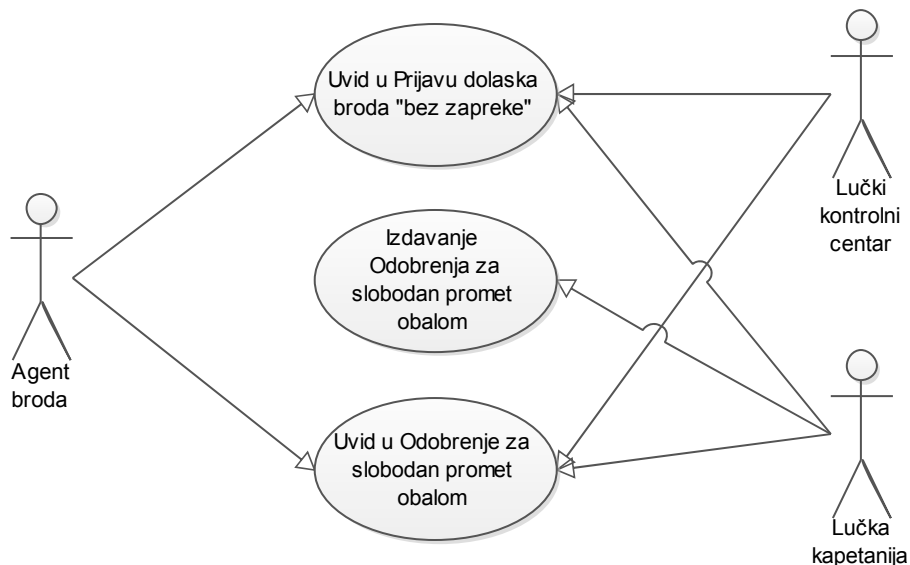 Uvid u Prijavu dolaska
broda "bez zapreke"
Lučki
kontrolni
centar
Izdavanje
Odobrenja za
slobodan promet
obalom
Agent
broda
Uvid u Odobrenje za
slobodan promet
obalom
Lučka
kapetanija